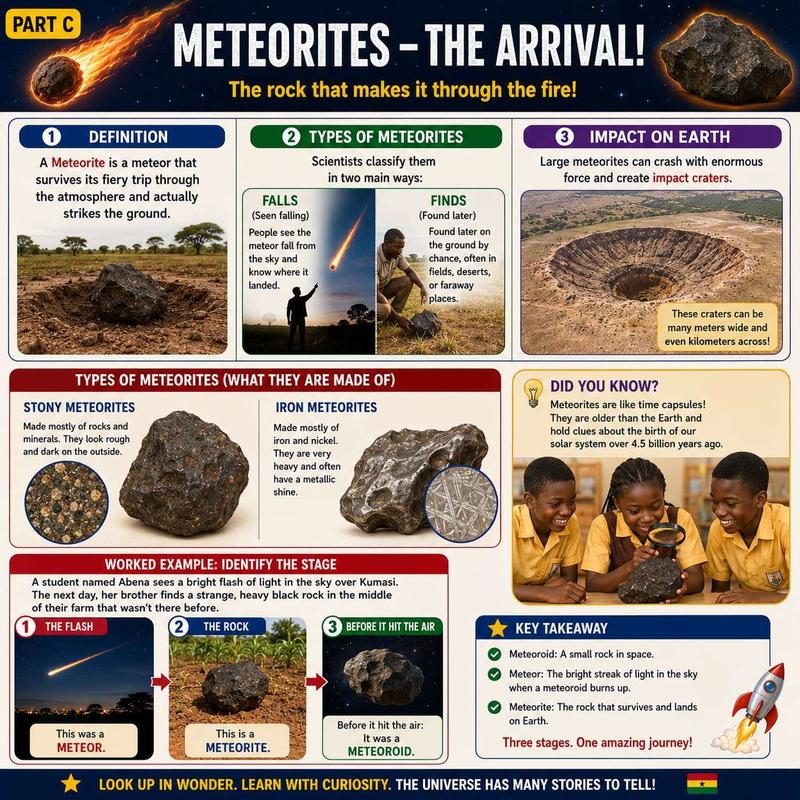 PART C
METEORITES – THE ARRIVAL!
The rock that makes it through the fire!
1 DEFINITION
A Meteorite is a meteor that
survives its fiery trip through
the atmosphere and actually
strikes the ground.
2 TYPES OF METEORITES
Scientists classify them
in two main ways:
FALLS
(Seen falling)
People see the
meteor fall from
the sky and
know where it
landed.
FINDS
(Found later)
Found later on
the ground by
chance, often in
fields, deserts,
or faraway
places.
3 IMPACT ON EARTH
Large meteorites can crash with enormous
force and create impact craters.
These craters can be
many meters wide and
even kilometers across!
TYPES OF METEORITES (WHAT THEY ARE MADE OF)
STONY METEORITES
Made mostly of rocks and
minerals. They look rough
and dark on the outside.
IRON METEORITES
Made mostly of
iron and nickel.
They are very
heavy and often
have a metallic
shine.
DID YOU KNOW?
Meteorites are like time capsules!
They are older than the Earth and
hold clues about the birth of our
solar system over 4.5 billion years ago.
WORKED EXAMPLE: IDENTIFY THE STAGE
A student named Abena sees a bright flash of light in the sky over Kumasi.
The next day, her brother finds a strange, heavy black rock in the middle
of their farm that wasn't there before.
1 THE FLASH
This was a
METEOR.
2 THE ROCK
This is a
METEORITE.
3 BEFORE IT HIT THE AIR
Before it hit the air:
It was a
METEOROID.
KEY TAKEAWAY
Meteoroid: A small rock in space.
Meteor: The bright streak of light in the sky
when a meteoroid burns up.
Meteorite: The rock that survives and lands
on Earth.
Three stages. One amazing journey!
LOOK UP IN WONDER. LEARN WITH CURIOSITY. THE UNIVERSE HAS MANY STORIES TO TELL!